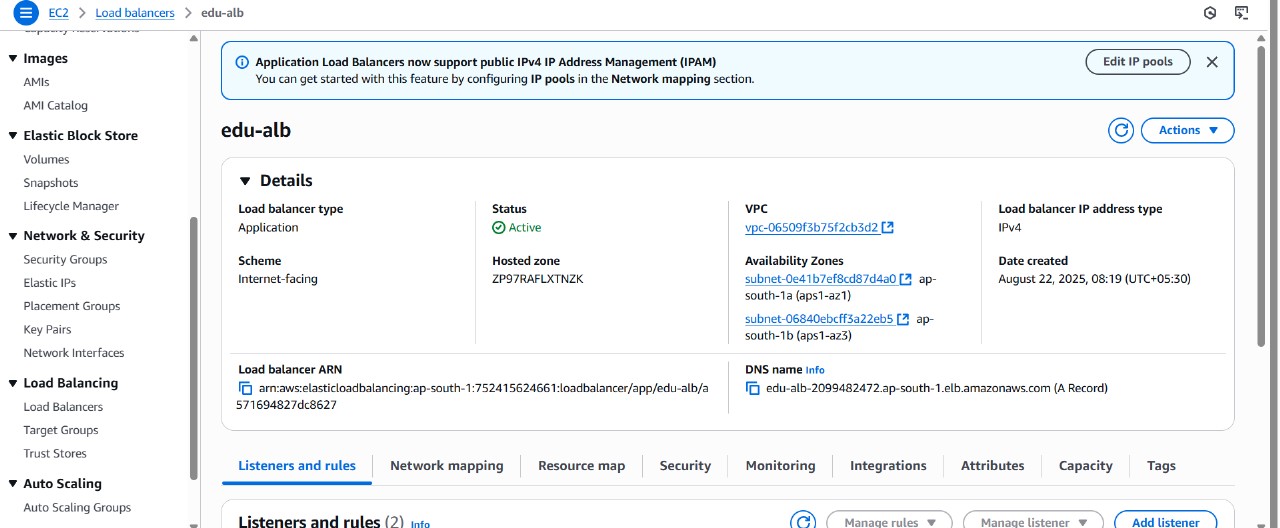 EC2 > Load balancers > edu-alb
Capacity Reservations
Images
AMIs
AMI Catalog
Elastic Block Store
Volumes
Snapshots
Lifecycle Manager
Network & Security
Security Groups
Elastic IPs
Placement Groups
Key Pairs
Network Interfaces
Load Balancing
Load Balancers
Target Groups
Trust Stores
Auto Scaling
Auto Scaling Groups
Application Load Balancers now support public IPv4 IP Address Management (IPAM)
You can get started with this feature by configuring IP pools in the Network mapping section.
Edit IP pools
edu-alb
Actions
Details
Load balancer type
Application
Status
Active
VPC
vpc-06509f3b75f2cb3d2
Load balancer IP address type
IPv4
Scheme
Internet-facing
Hosted zone
ZP97RAFLXTNZK
Availability Zones
subnet-0e41b7ef8cd87d4a0 ap-
south-1a (aps1-az1)
subnet-06840ebcff3a22eb5 ap-
south-1b (aps1-az3)
Date created
August 22, 2025, 08:19 (UTC+05:30)
Load balancer ARN
arn:aws:elasticloadbalancing:ap-south-1:752415624661:loadbalancer/app/edu-alb/a
571694827dc8627
DNS name Info
edu-alb-2099482472.ap-south-1.elb.amazonaws.com (A Record)
Listeners and rules
Network mapping
Resource map
Security
Monitoring
Integrations
Attributes
Capacity
Tags
Listeners and rules (2) Info
Manage rules
Manage listener
Add listener